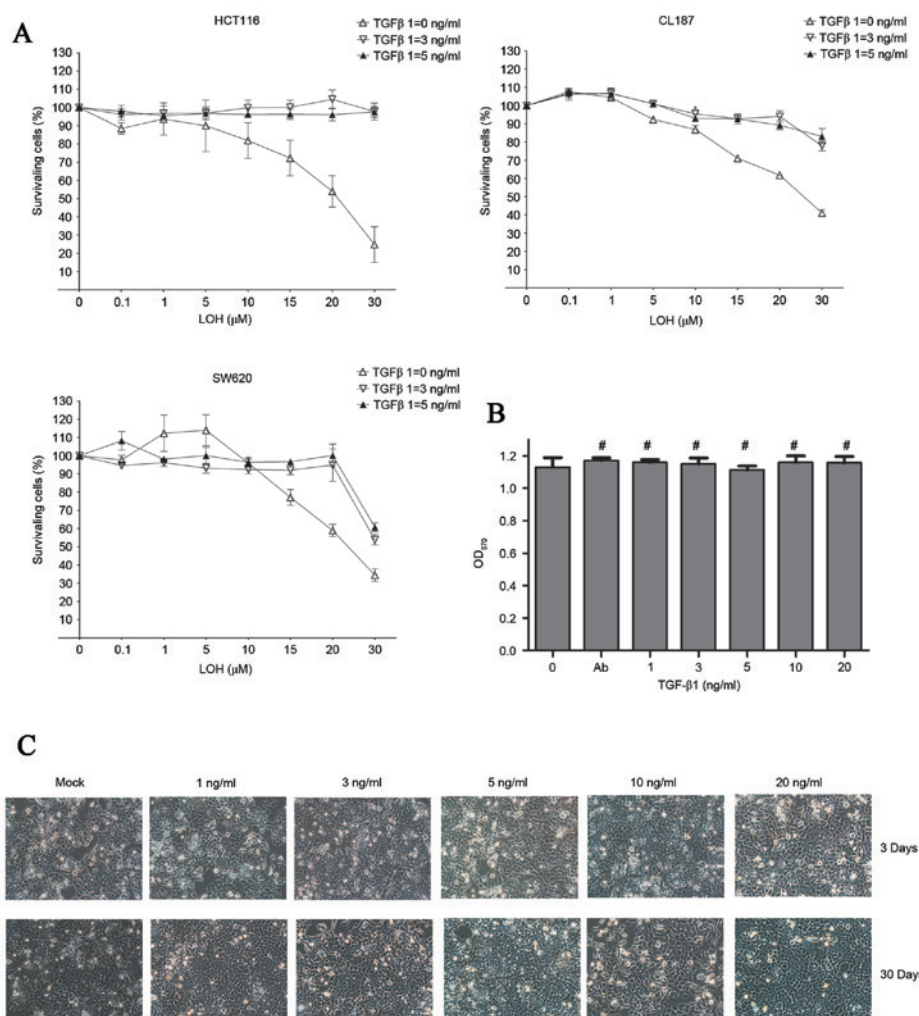 A
HCT116
TGFβ 1=0 ng/ml
TGFβ 1=3 ng/ml
TGFβ 1=5 ng/ml
130
120
110
100
90
80
70
60
50
40
30
20
10
Survivaling cells (%)
0 0.1 1 5 10 15 20 30
LOH (μM)
CL187
TGFβ 1=0 ng/ml
TGFβ 1=3 ng/ml
TGFβ 1=5 ng/ml
130
120
110
100
90
80
70
60
50
40
30
20
10
Survivaling cells (%)
0 0.1 1 5 10 15 20 30
LOH (μM)
SW620
TGFβ 1=0 ng/ml
TGFβ 1=3 ng/ml
TGFβ 1=5 ng/ml
130
120
110
100
90
80
70
60
50
40
30
20
10
Survivaling cells (%)
0 0.1 1 5 10 15 20 30
LOH (μM)
B
# # # # # #
1.2
1.0
0.8
0.6
0.4
0.2
0.0
OD570
0 Ab 1 3 5 10 20
TGF-β1 (ng/ml)
C
Mock 1 ng/ml 3 ng/ml 5 ng/ml 10 ng/ml 20 ng/ml
3 Days
30 Days